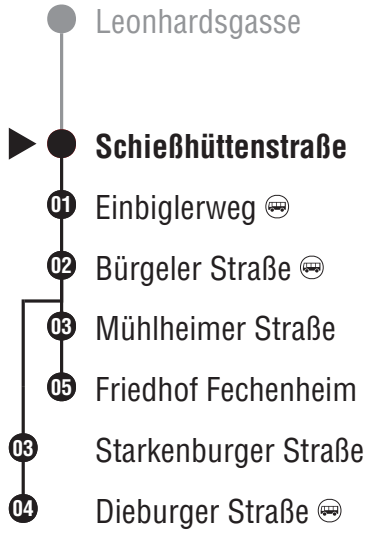 Leonhardsgasse
Schießhüttenstraße
01 Einbiglerweg
02 Bürgeler Straße
03 Mühlheimer Straße
05 Friedhof Fechenheim
03 Starkenburger Straße
04 Dieburger Straße